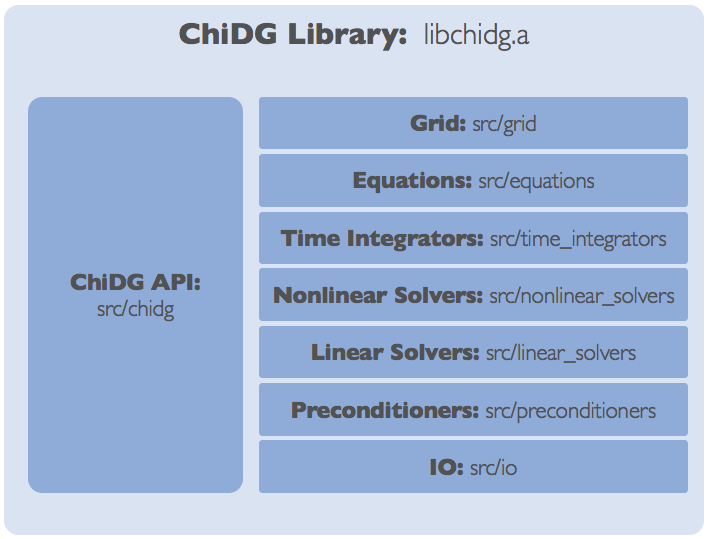 ChiDG Library: libchidg.a
ChiDG API:
src/chidg
Grid: src/grid
Equations: src/equations
Time Integrators: src/time_integrators
Nonlinear Solvers: src/nonlinear_solvers
Linear Solvers: src/linear_solvers
Preconditioners: src/preconditioners
IO: src/io